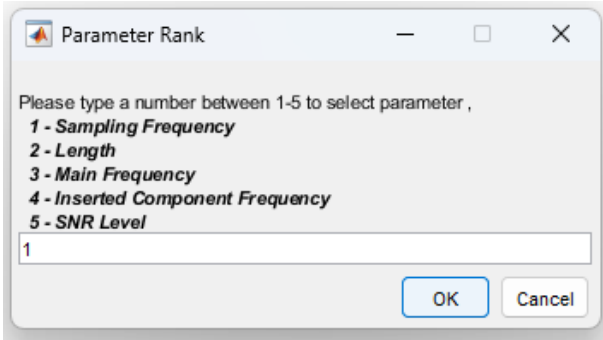 Parameter Rank
Please type a number between 1-5 to select parameter ,
1 - Sampling Frequency
2 - Length
3 - Main Frequency
4 - Inserted Component Frequency
5 - SNR Level
1
OK Cancel